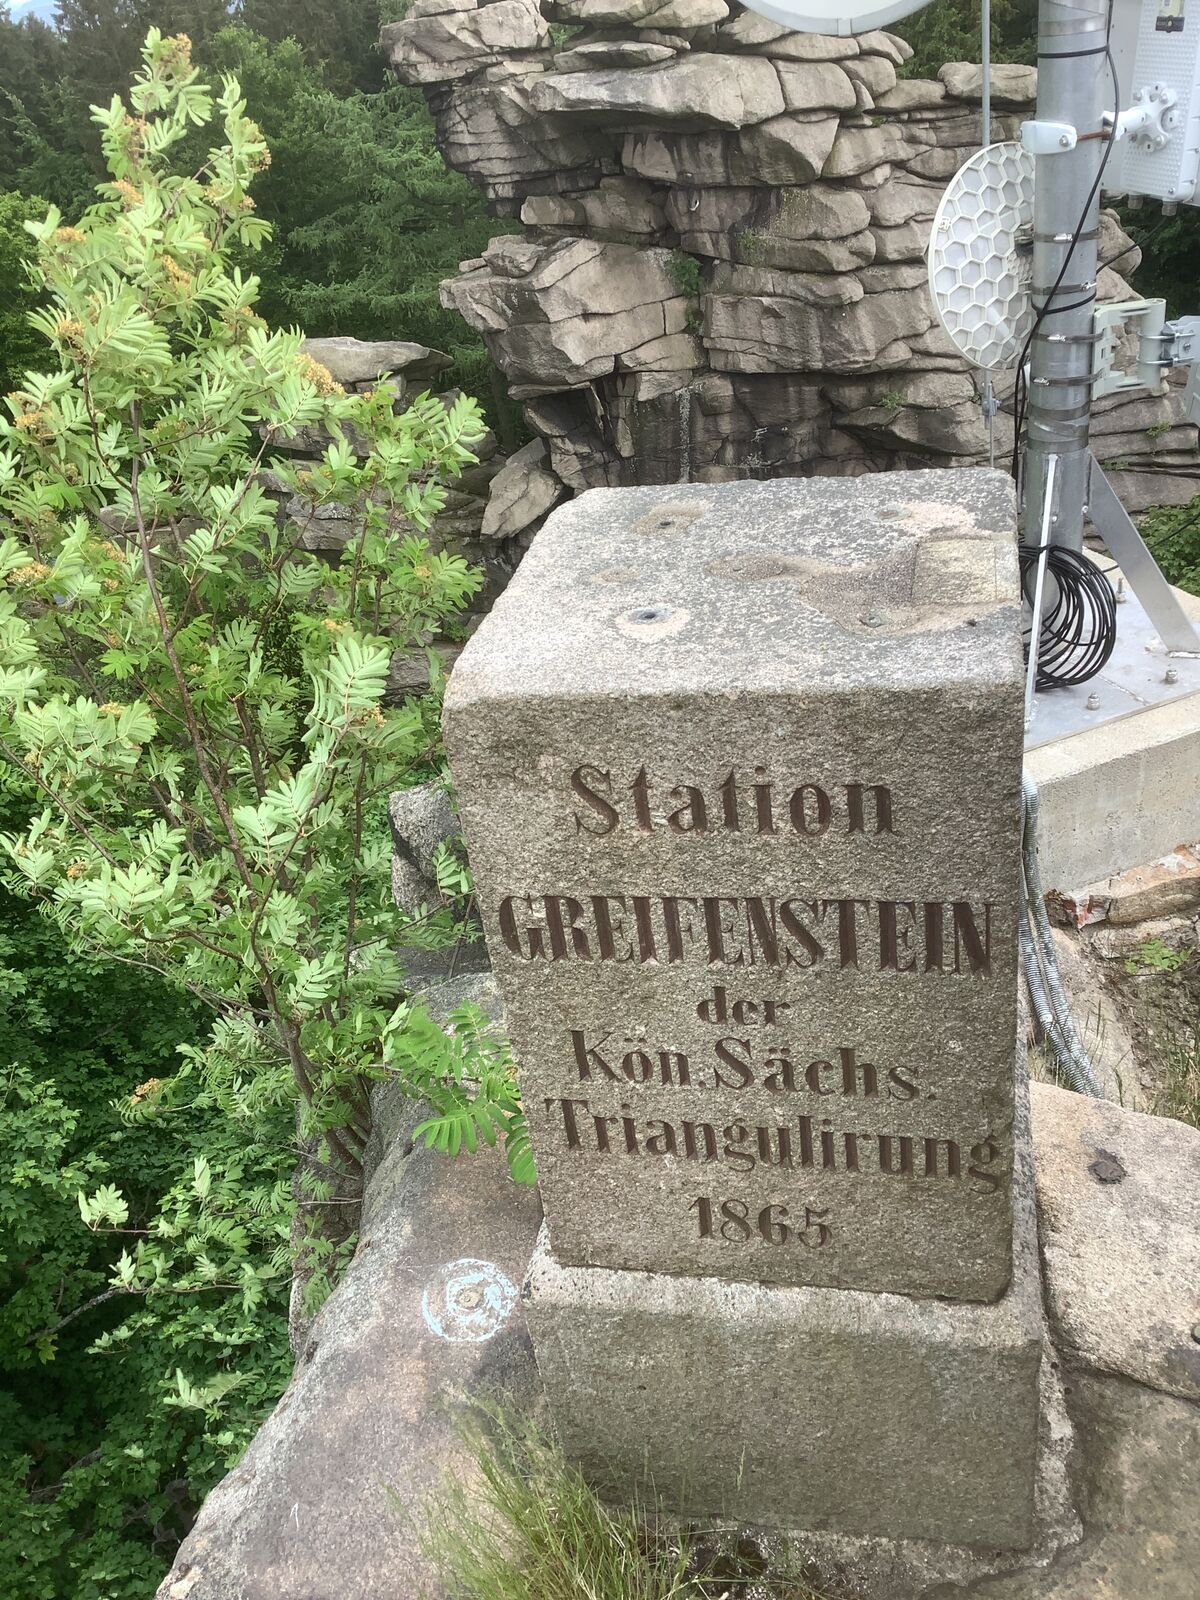 Station
GREIFENSTEIN
der
Kön. Sächs.
Triangulirung
1865